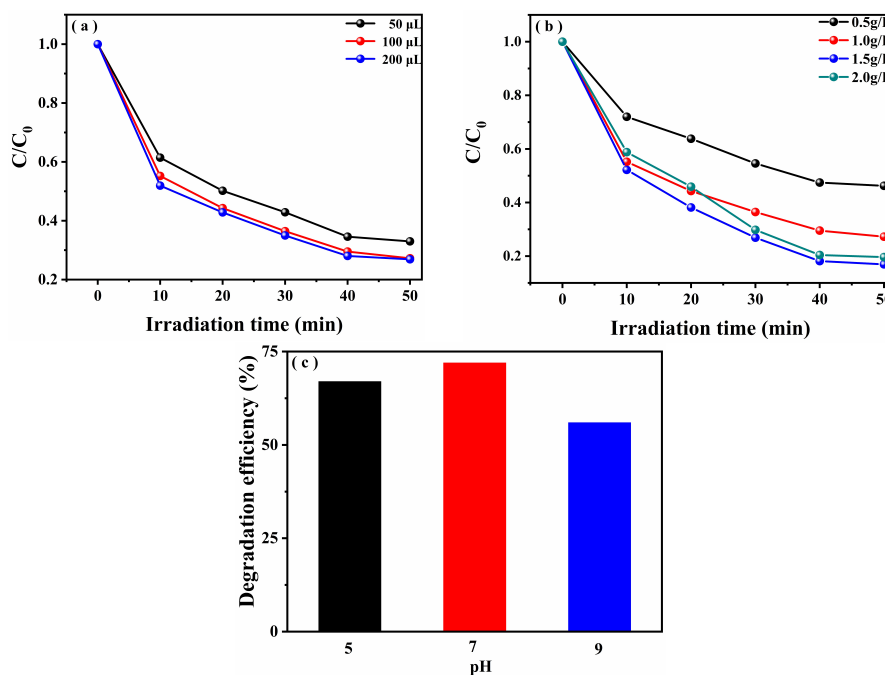 ( a )
50 µL
100 µL
200 µL
1.0
0.8
0.6
0.4
0.2
C/C0
0 10 20 30 40 50
Irradiation time (min)
( b )
0.5g/l
1.0g/l
1.5g/l
2.0g/l
1.0
0.8
0.6
0.4
0.2
C/C0
0 10 20 30 40 50
Irradiation time (min)
( c )
75
50
25
0
Degradation efficiency (%)
5 7 9
pH